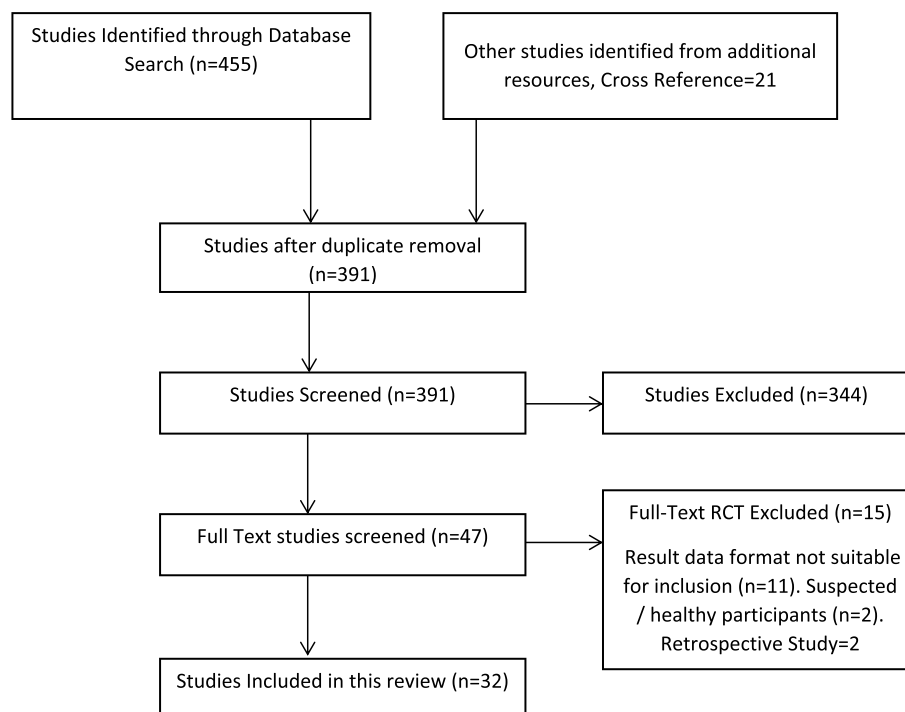 Studies Identified through Database
Search (n=455)
Other studies identified from additional
resources, Cross Reference=21
Studies after duplicate removal
(n=391)
Studies Screened (n=391)
Studies Excluded (n=344)
Full Text studies screened (n=47)
Full-Text RCT Excluded (n=15)
Result data format not suitable
for inclusion (n=11). Suspected
/ healthy participants (n=2).
Retrospective Study=2
Studies Included in this review (n=32)